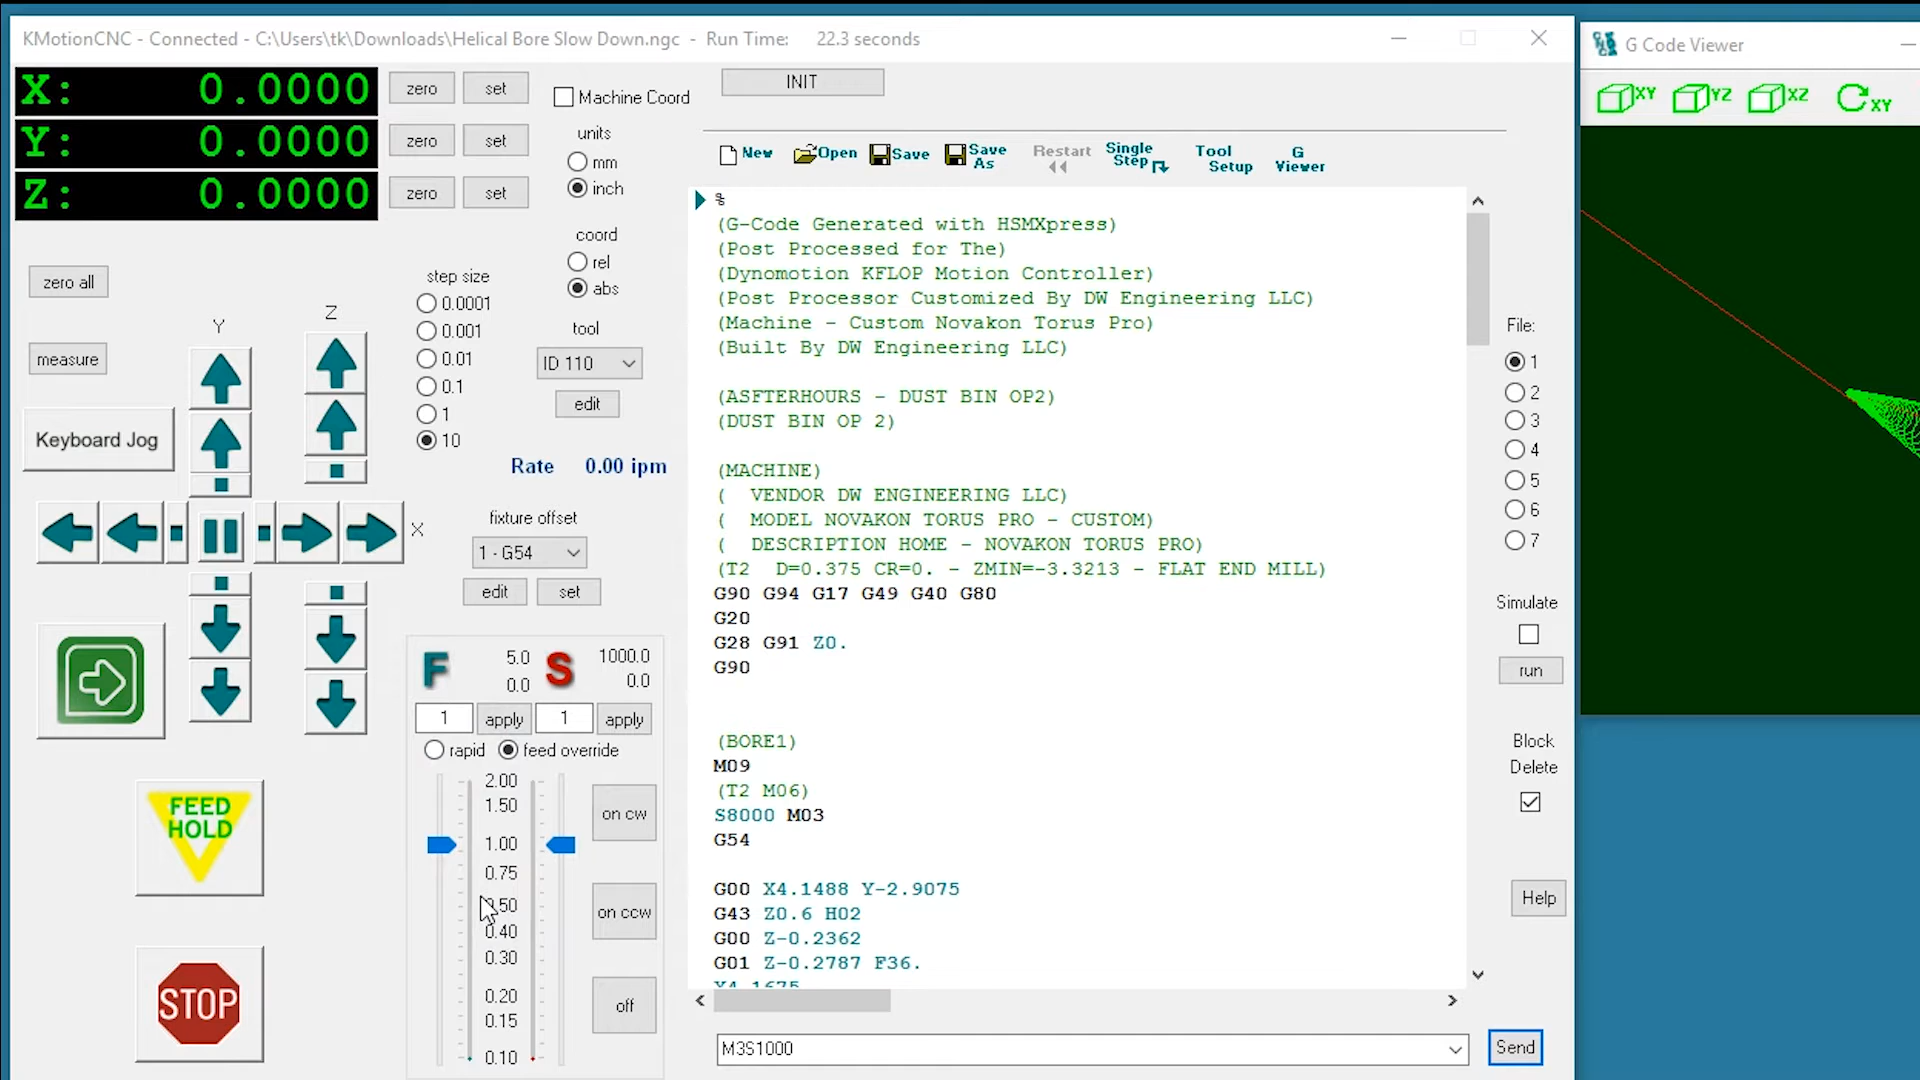 KMotionCNC - Connected - C:\Users\tk\Downloads\Helical Bore Slow Down.ngc - Run Time: 22.3 seconds
X: 0.0000
zero
set
Y: 0.0000
zero
set
Z: 0.0000
zero
set
Machine Coord
units
mm
inch
coord
rel
abs
zero all
measure
Keyboard Jog
Y
Z
X
step size
0.0001
0.001
0.01
0.1
1
10
tool
ID 110
edit
Rate 0.00 ipm
fixture offset
1 - G54
edit
set
F 5.0 S 1000.0
0.0 0.0
1 apply 1 apply
rapid
feed override
2.00
1.50
1.00
0.75
0.40
0.30
0.20
0.15
0.10
on cw
on ccw
off
FEED
HOLD
STOP
INIT
New
Open
Save
Save
As
Restart
Single
Step
Tool
Setup
G
Viewer
%
(G-Code Generated with HSMXpress)
(Post Processed for The)
(Dynomotion KFLOP Motion Controller)
(Post Processor Customized By DW Engineering LLC)
(Machine - Custom Novakon Torus Pro)
(Built By DW Engineering LLC)
(ASFTERHOURS - DUST BIN OP2)
(DUST BIN OP 2)
(MACHINE)
( VENDOR DW ENGINEERING LLC)
( MODEL NOVAKON TORUS PRO - CUSTOM)
( DESCRIPTION HOME - NOVAKON TORUS PRO)
(T2 D=0.375 CR=0. - ZMIN=-3.3213 - FLAT END MILL)
G90 G94 G17 G49 G40 G80
G20
G28 G91 Z0.
G90
(BORE1)
M09
(T2 M06)
S8000 M03
G54
G00 X4.1488 Y-2.9075
G43 Z0.6 H02
G00 Z-0.2362
G01 Z-0.2787 F36.
X4.1675
M3S1000
Send
File:
1
2
3
4
5
6
7
Simulate
run
Block
Delete
Help
G Code Viewer
XY
YZ
XZ
XY